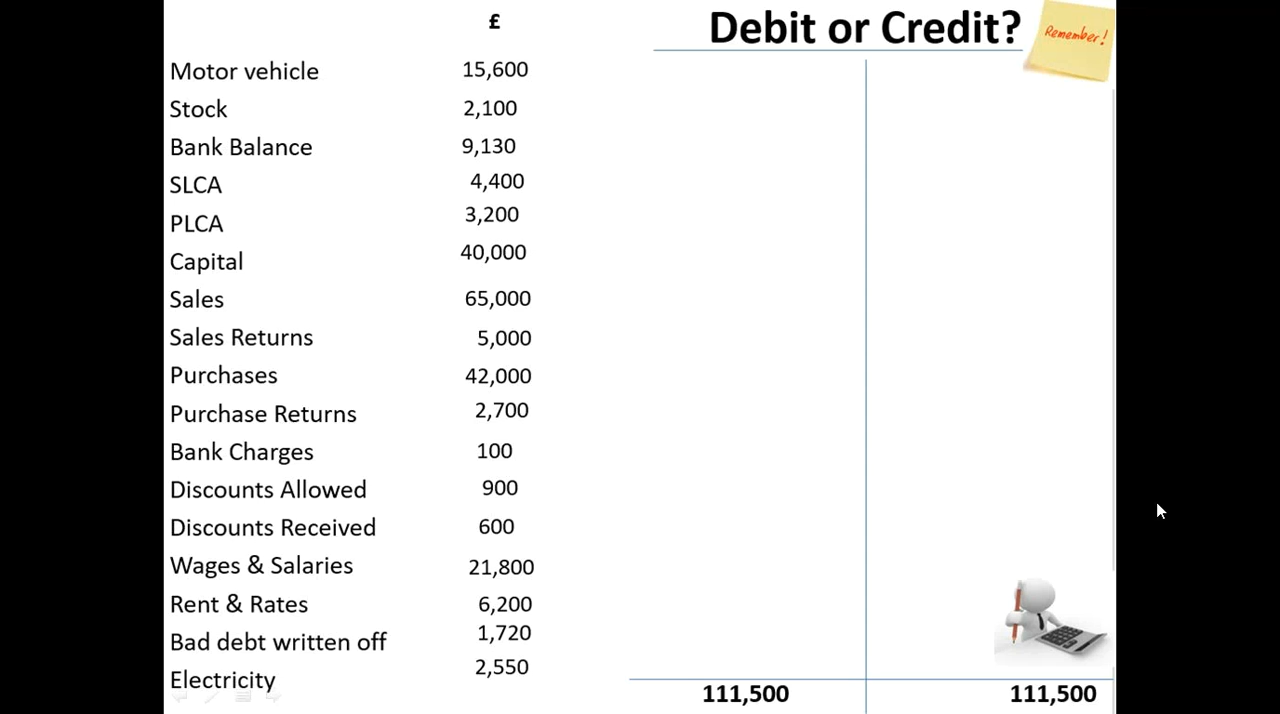 £ Debit or Credit? Remember!
Motor vehicle 15,600
Stock 2,100
Bank Balance 9,130
SLCA 4,400
PLCA 3,200
Capital 40,000
Sales 65,000
Sales Returns 5,000
Purchases 42,000
Purchase Returns 2,700
Bank Charges 100
Discounts Allowed 900
Discounts Received 600
Wages & Salaries 21,800
Rent & Rates 6,200
Bad debt written off 1,720
Electricity 2,550
111,500 111,500